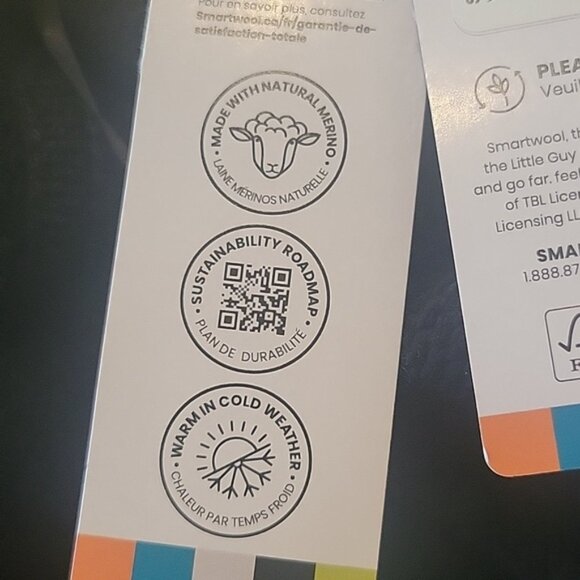 Pour en savoir plus, consultez
Smartwool.ca/fr/garantie-de-
satisfaction-totale
• MADE WITH NATURAL MERINO •
LAINE MÉRINOS NATURELLE
• SUSTAINABILITY ROADMAP •
PLAN DE DURABILITÉ
• WARM IN COLD WEATHER •
CHALEUR PAR TEMPS FROID
PLEA
Veuil
Smartwool, th
the Little Guy
and go far. feel
of TBL Licen
Licensing LL
SMA
1.888.87
F